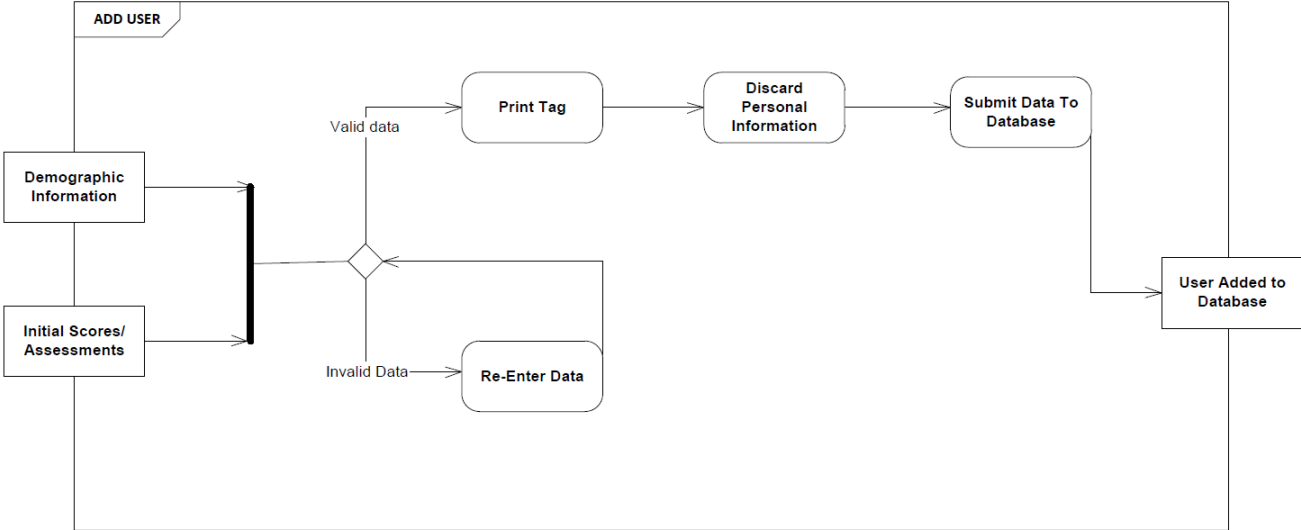 ADD USER
Print Tag
Discard
Personal
Information
Submit Data To
Database
Valid data
Demographic
Information
User Added to
Database
Initial Scores/
Assessments
Invalid Data
Re-Enter Data